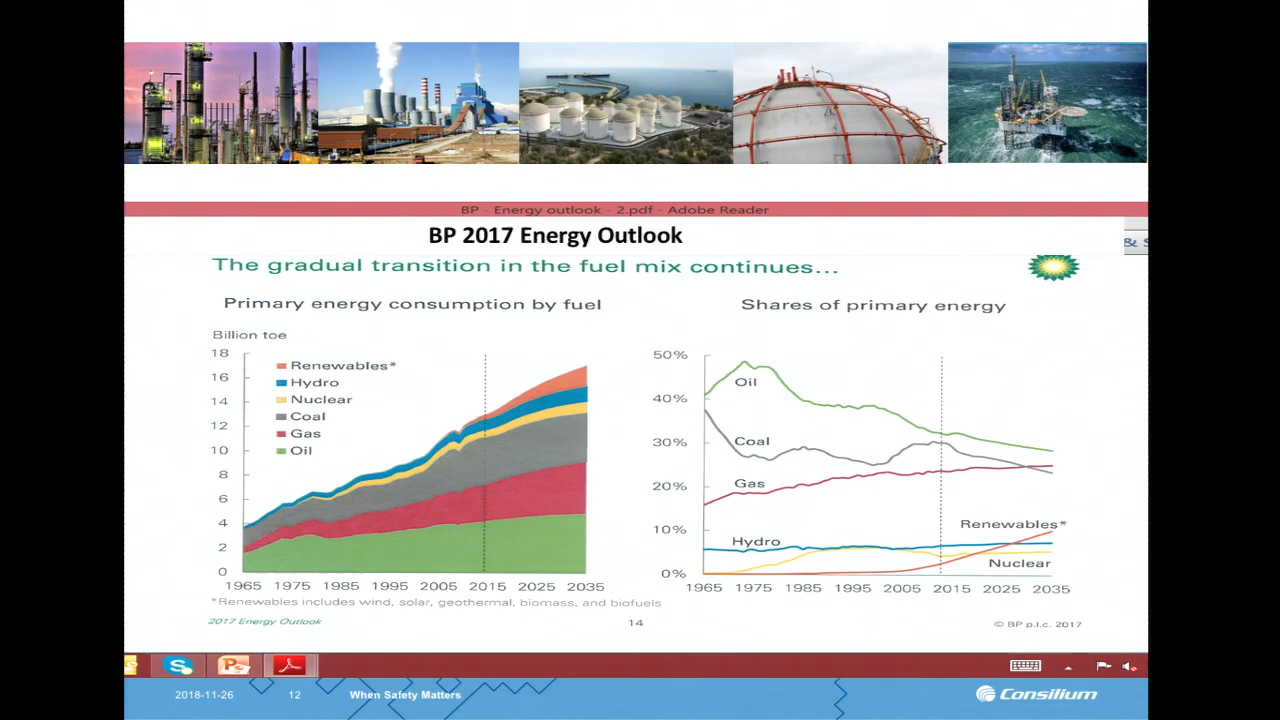 BP - Energy outlook - 2.pdf - Adobe Reader
BP 2017 Energy Outlook
The gradual transition in the fuel mix continues...
Primary energy consumption by fuel
Billion toe
18
16
14
12
10
8
6
4
2
0
Renewables*
Hydro
Nuclear
Coal
Gas
Oil
1965 1975 1985 1995 2005 2015 2025 2035
Shares of primary energy
50%
40%
30%
20%
10%
0%
Oil
Coal
Gas
Renewables*
Hydro
Nuclear
1965 1975 1985 1995 2005 2015 2025 2035
*Renewables includes wind, solar, geothermal, biomass, and biofuels
2017 Energy Outlook
14
© BP p.l.c. 2017
2018-11-26
12
When Safety Matters
Consilium